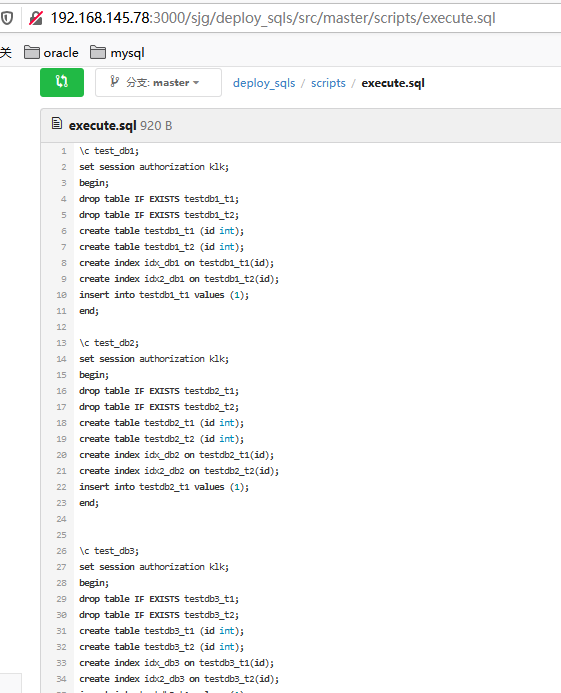 192.168.145.78:3000/sjg/deploy_sqls/src/master/scripts/execute.sql
关 oracle mysql
分支: master deploy_sqls / scripts / execute.sql
execute.sql 920 B
1 \c test_db1;
2 set session authorization klk;
3 begin;
4 drop table IF EXISTS testdb1_t1;
5 drop table IF EXISTS testdb1_t2;
6 create table testdb1_t1 (id int);
7 create table testdb1_t2 (id int);
8 create index idx_db1 on testdb1_t1(id);
9 create index idx2_db1 on testdb1_t2(id);
10 insert into testdb1_t1 values (1);
11 end;
12
13 \c test_db2;
14 set session authorization klk;
15 begin;
16 drop table IF EXISTS testdb2_t1;
17 drop table IF EXISTS testdb2_t2;
18 create table testdb2_t1 (id int);
19 create table testdb2_t2 (id int);
20 create index idx_db2 on testdb2_t1(id);
21 create index idx2_db2 on testdb2_t2(id);
22 insert into testdb2_t1 values (1);
23 end;
24
25
26 \c test_db3;
27 set session authorization klk;
28 begin;
29 drop table IF EXISTS testdb3_t1;
30 drop table IF EXISTS testdb3_t2;
31 create table testdb3_t1 (id int);
32 create table testdb3_t2 (id int);
33 create index idx_db3 on testdb3_t1(id);
34 create index idx2_db3 on testdb3_t2(id);